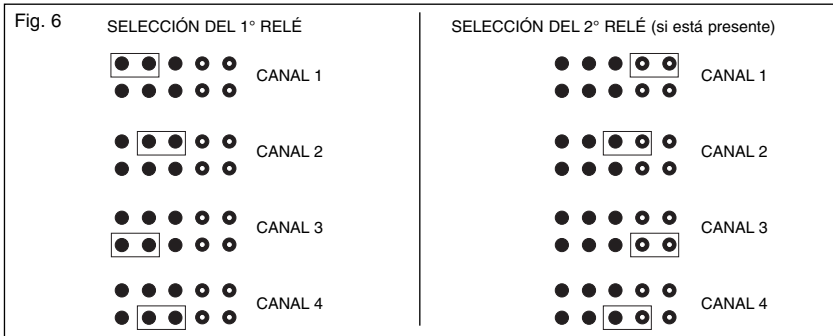 Fig. 6
SELECCIÓN DEL 1° RELÉ
CANAL 1
CANAL 2
CANAL 3
CANAL 4
SELECCIÓN DEL 2° RELÉ (si está presente)
CANAL 1
CANAL 2
CANAL 3
CANAL 4